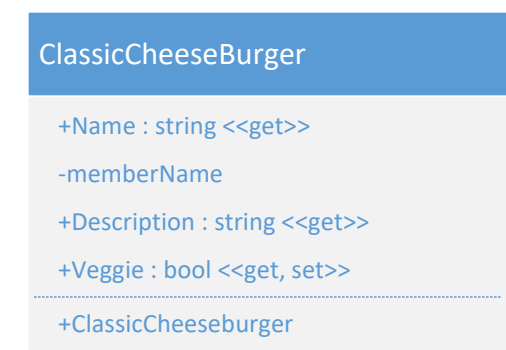 ClassicCheeseBurger
+Name : string <<get>>
-memberName
+Description : string <<get>>
+Veggie : bool <<get, set>>
+ClassicCheeseburger